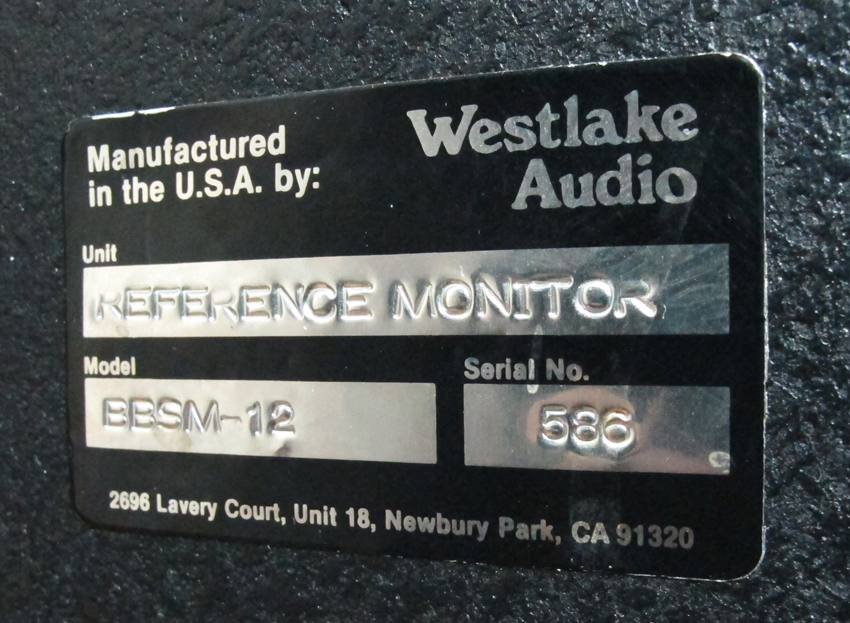 Manufactured
in the U.S.A. by:
Westlake
Audio
Unit
REFERENCE MONITOR
Model
BBSM-12
Serial No.
586
2696 Lavery Court, Unit 18, Newbury Park, CA 91320